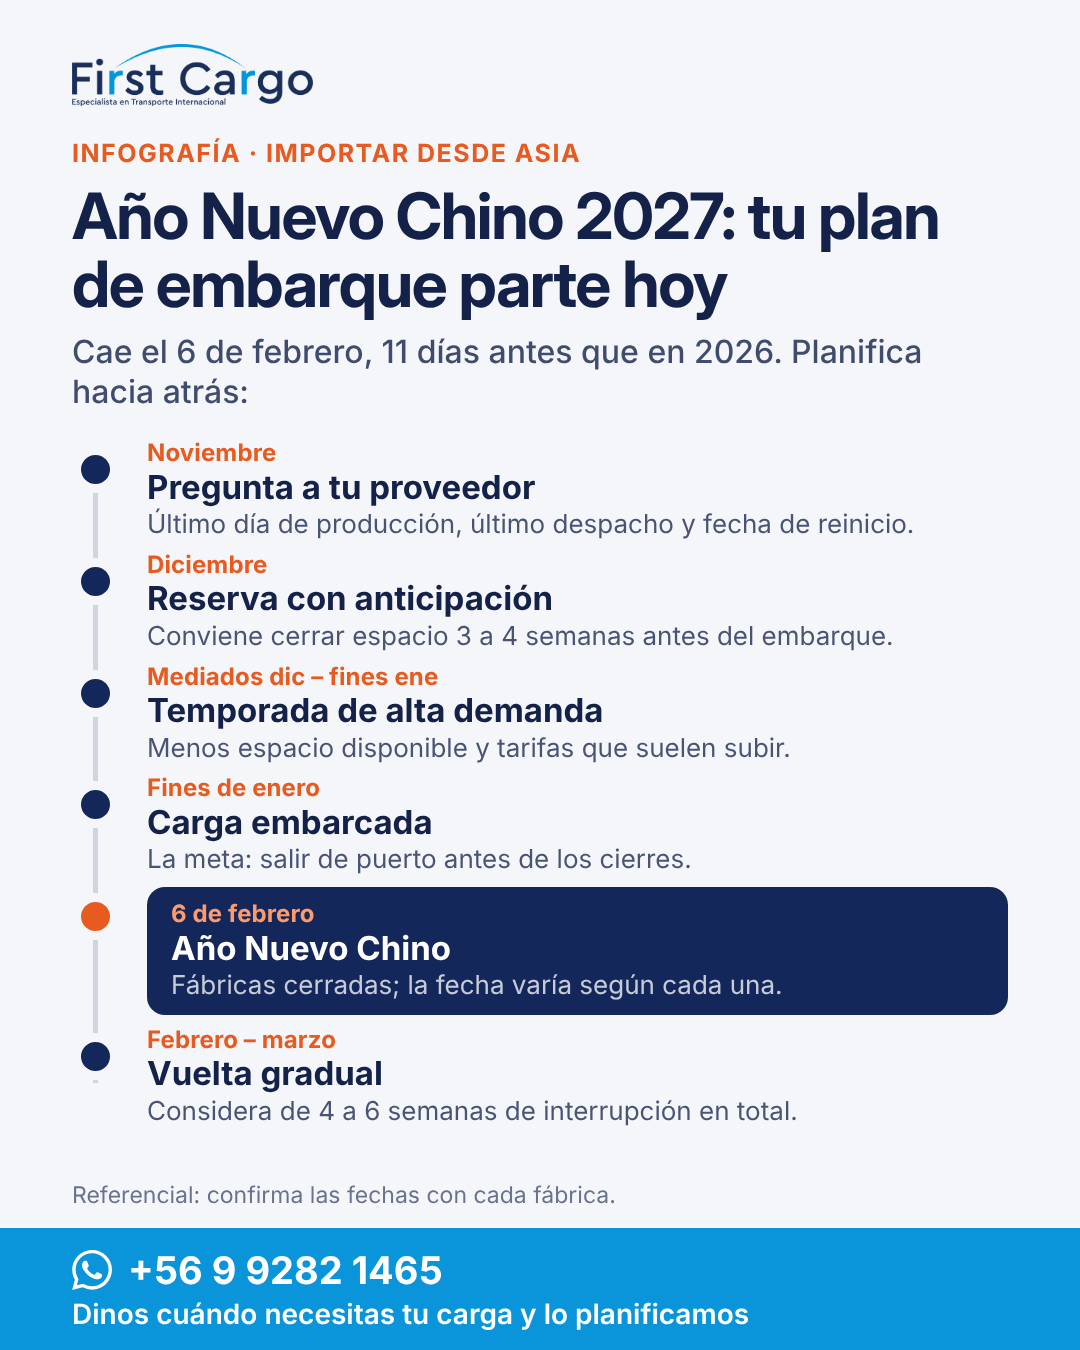 First Cargo
Especialista en Transporte Internacional
INFOGRAFÍA · IMPORTAR DESDE ASIA
Año Nuevo Chino 2027: tu plan
de embarque parte hoy
Cae el 6 de febrero, 11 días antes que en 2026. Planifica
hacia atrás:
Noviembre
Pregunta a tu proveedor
Último día de producción, último despacho y fecha de reinicio.
Diciembre
Reserva con anticipación
Conviene cerrar espacio 3 a 4 semanas antes del embarque.
Mediados dic – fines ene
Temporada de alta demanda
Menos espacio disponible y tarifas que suelen subir.
Fines de enero
Carga embarcada
La meta: salir de puerto antes de los cierres.
6 de febrero
Año Nuevo Chino
Fábricas cerradas; la fecha varía según cada una.
Febrero – marzo
Vuelta gradual
Considera de 4 a 6 semanas de interrupción en total.
Referencial: confirma las fechas con cada fábrica.
+56 9 9282 1465
Dinos cuándo necesitas tu carga y lo planificamos